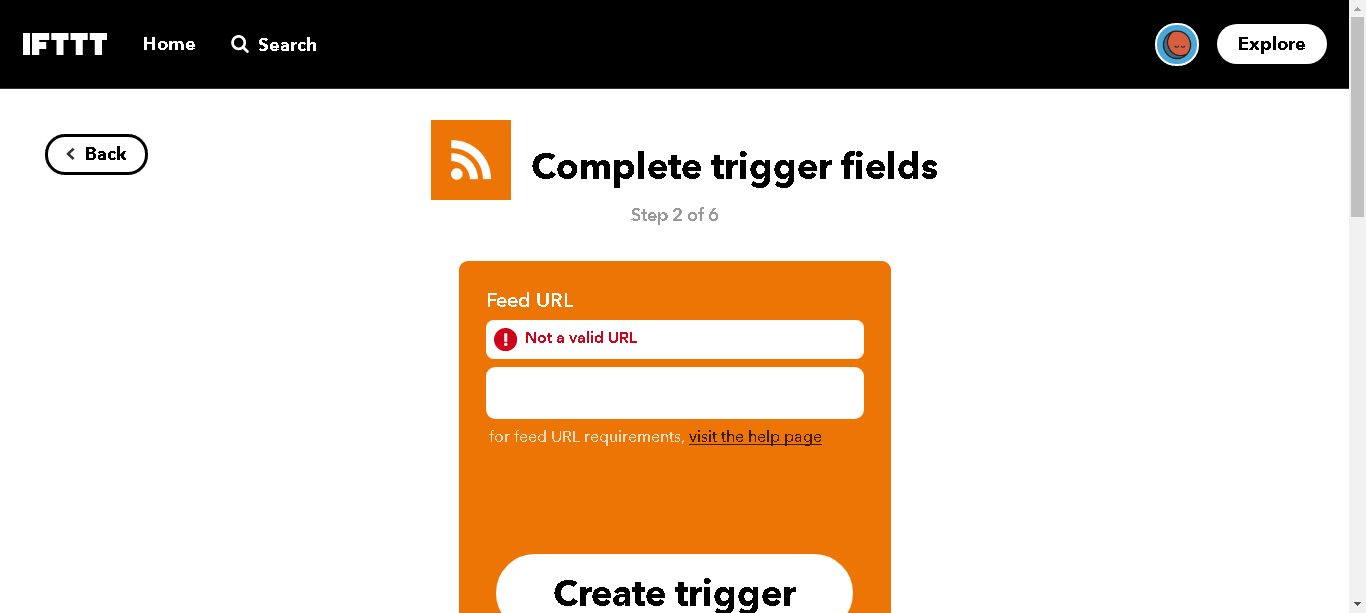 IFTTT Home Search Explore
Back
Complete trigger fields
Step 2 of 6
Feed URL
! Not a valid URL
for feed URL requirements, visit the help page
Create trigger